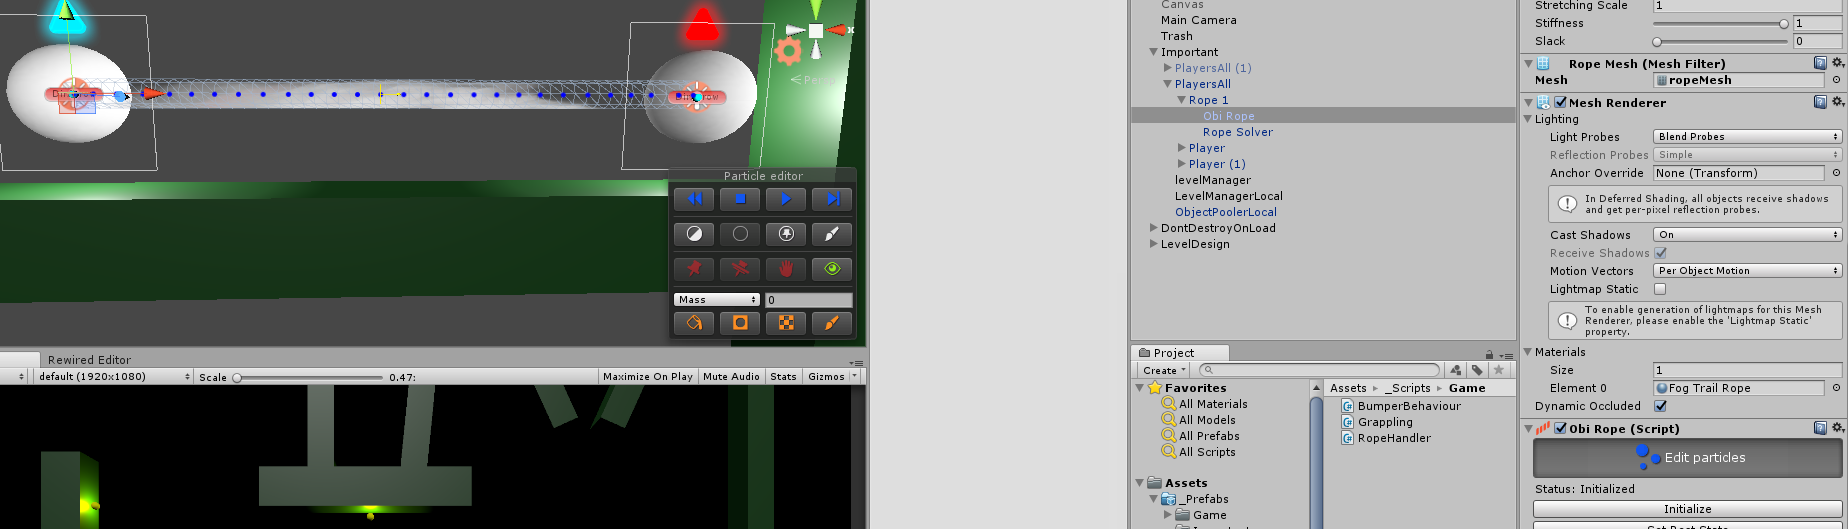 Persp
x
Particle editor
Mass
0
Rewired Editor
default (1920x1080)
Scale
0.47:
Maximize On Play
Mute Audio
Stats
Gizmos
Canvas
Main Camera
Trash
Important
PlayersAll (1)
PlayersAll
Rope 1
Obi Rope
Rope Solver
Player
Player (1)
levelManager
LevelManagerLocal
ObjectPoolerLocal
DontDestroyOnLoad
LevelDesign
Project
Create
Favorites
All Materials
All Models
All Prefabs
All Scripts
Assets
_Prefabs
Game
Assets
_Scripts
Game
BumperBehaviour
Grappling
RopeHandler
Stretching Scale
1
Stiffness
1
Slack
0
Rope Mesh (Mesh Filter)
Mesh
ropeMesh
Mesh Renderer
Lighting
Light Probes
Blend Probes
Reflection Probes
Simple
Anchor Override
None (Transform)
In Deferred Shading, all objects receive shadows
and get per-pixel reflection probes.
Cast Shadows
On
Receive Shadows
Motion Vectors
Per Object Motion
Lightmap Static
To enable generation of lightmaps for this Mesh
Renderer, please enable the 'Lightmap Static'
property.
Materials
Size
1
Element 0
Fog Trail Rope
Dynamic Occluded
Obi Rope (Script)
Edit particles
Status: Initialized
Initialize
Set Rest State